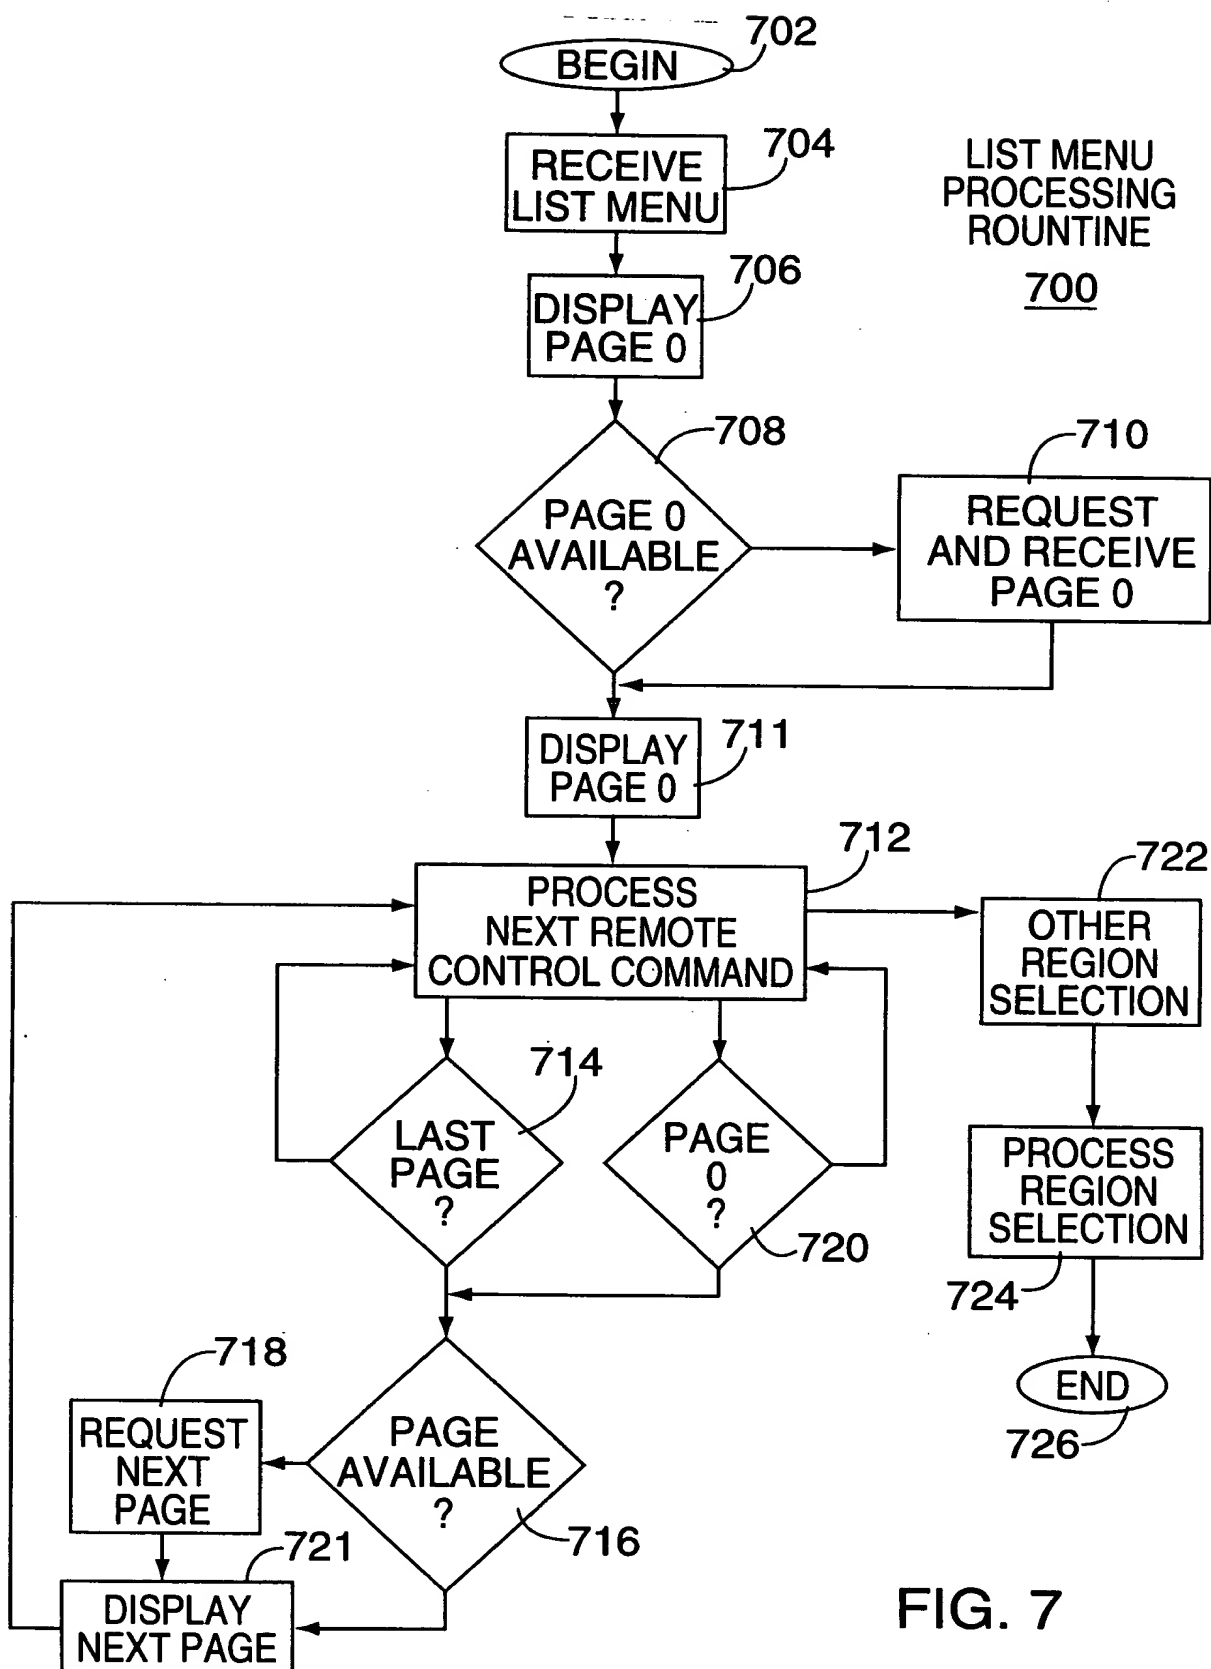 702
BEGIN
704
RECEIVE
LIST MENU
LIST MENU
PROCESSING
ROUNTINE
700
706
DISPLAY
PAGE 0
708
PAGE 0
AVAILABLE
?
710
REQUEST
AND RECEIVE
PAGE 0
711
DISPLAY
PAGE 0
712
PROCESS
NEXT REMOTE
CONTROL COMMAND
722
OTHER
REGION
SELECTION
714
LAST
PAGE
?
PAGE
0
?
720
PROCESS
REGION
SELECTION
724
END
726
718
REQUEST
NEXT
PAGE
PAGE
AVAILABLE
?
716
721
DISPLAY
NEXT PAGE
FIG. 7